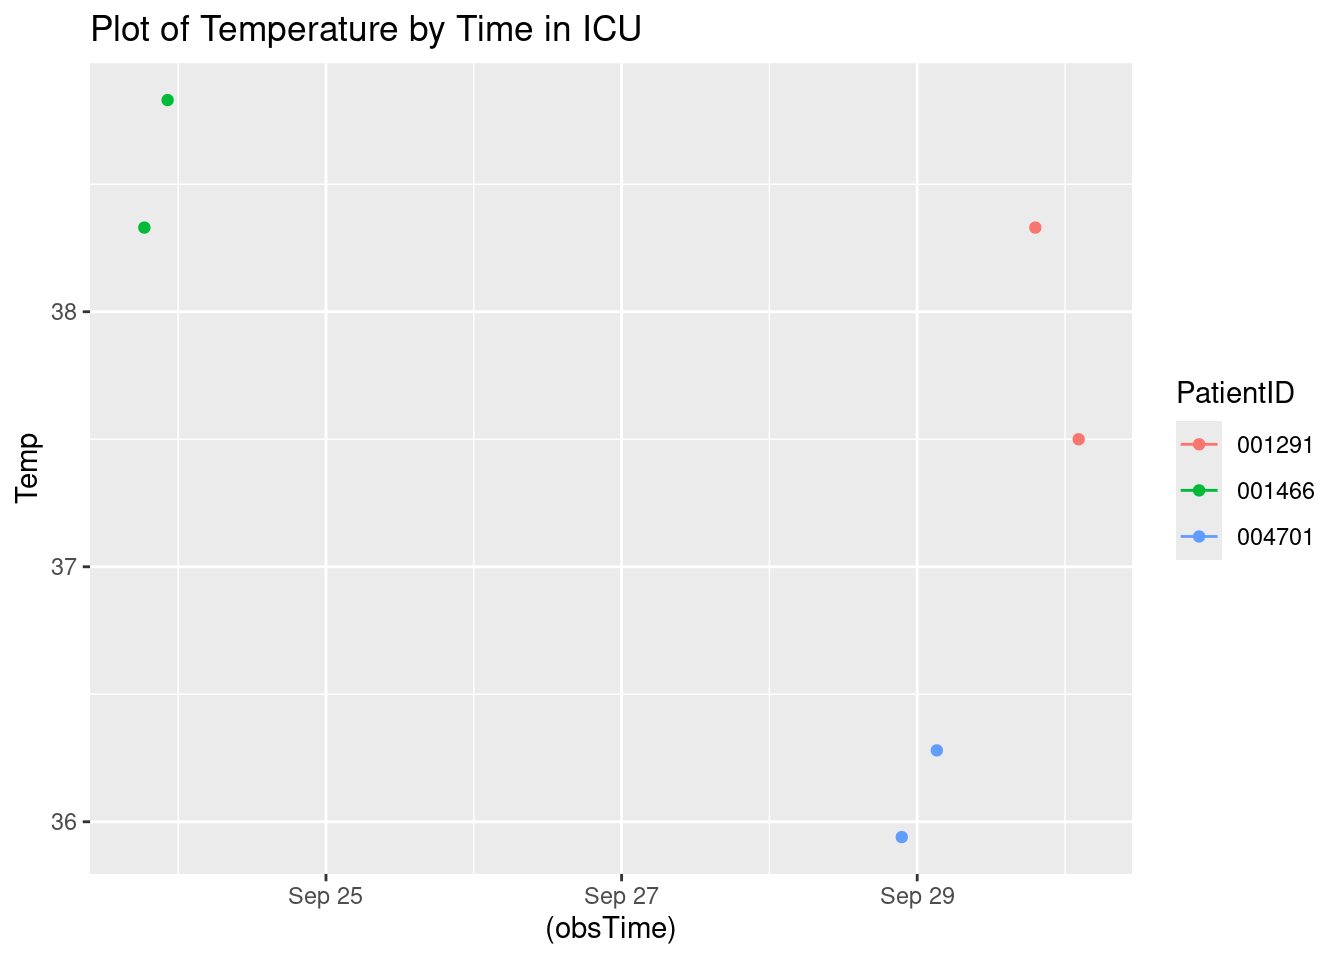 Plot of Temperature by Time in ICU
38
37
36
Temp
Sep 25
Sep 27
Sep 29
(obsTime)
PatientID
001291
001466
004701